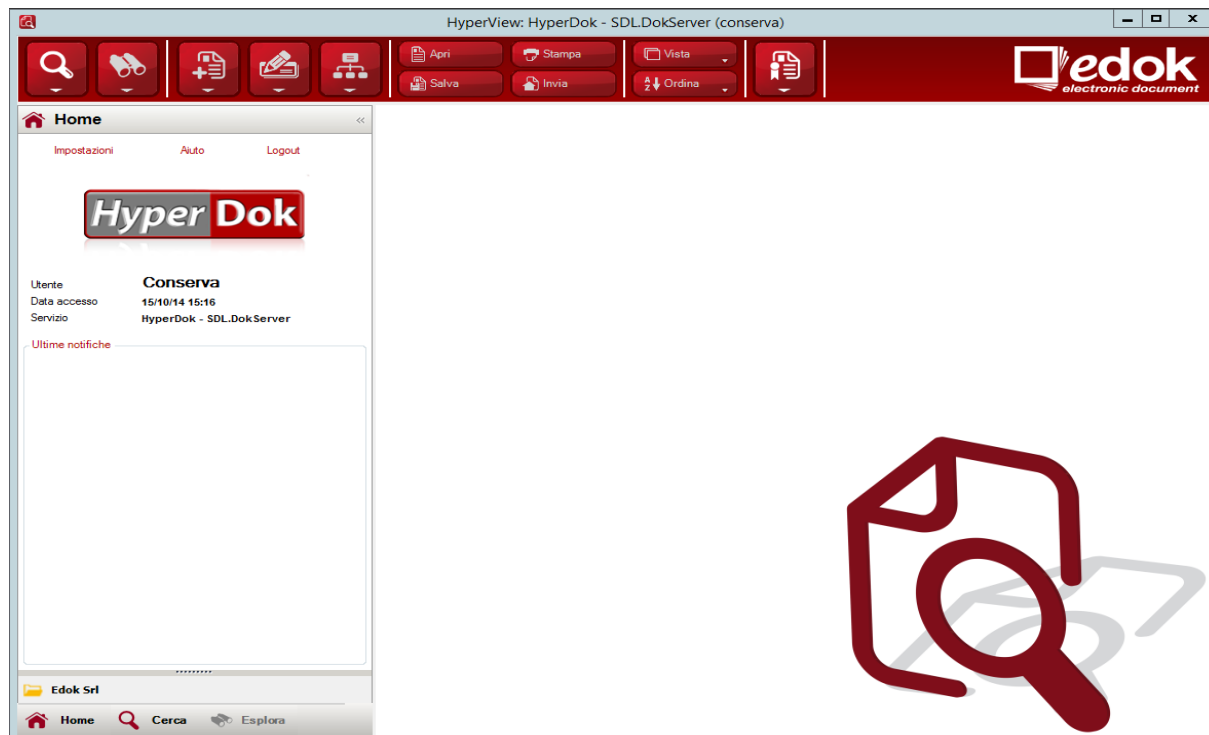 HyperView: HyperDok - SDL.DokServer (conserva)
Apri
Stampa
Vista
Salva
Invia
Ordina
edok
electronic document
Home
Impostazioni Aiuto Logout
Hyper Dok
Utente Conserva
Data accesso 15/10/14 15:16
Servizio HyperDok - SDL.DokServer
Ultime notifiche
Edok Srl
Home Cerca Esplora